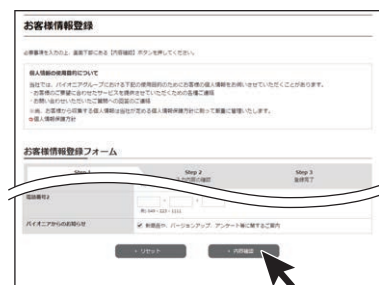 お客様情報登録
必要事項を入力の上、画面下部にある [内容確認] ボタンを押してください。
個人情報の使用目的について
当社では、パイオニアグループにおける下記の使用目的のためにお客様の個人情報をお伺いさせていただくことがあります。
・お客様のご要望に合わせたサービスを提供させていただくための各種ご連絡
・お問い合わせいただいたご質問への回答のご連絡
※尚、お客様から収集する個人情報は当社が定める個人情報保護方針に則って厳重に管理いたします。
個人情報保護方針
お客様情報登録フォーム
Step 1
Step 2
Step 3
入力内容の確認
登録完了
電話番号2
例) 049 - 223 - 1111
パイオニアからのお知らせ
新製品や、バージョンアップ、アンケート等に関するご案内
リセット
内容確認